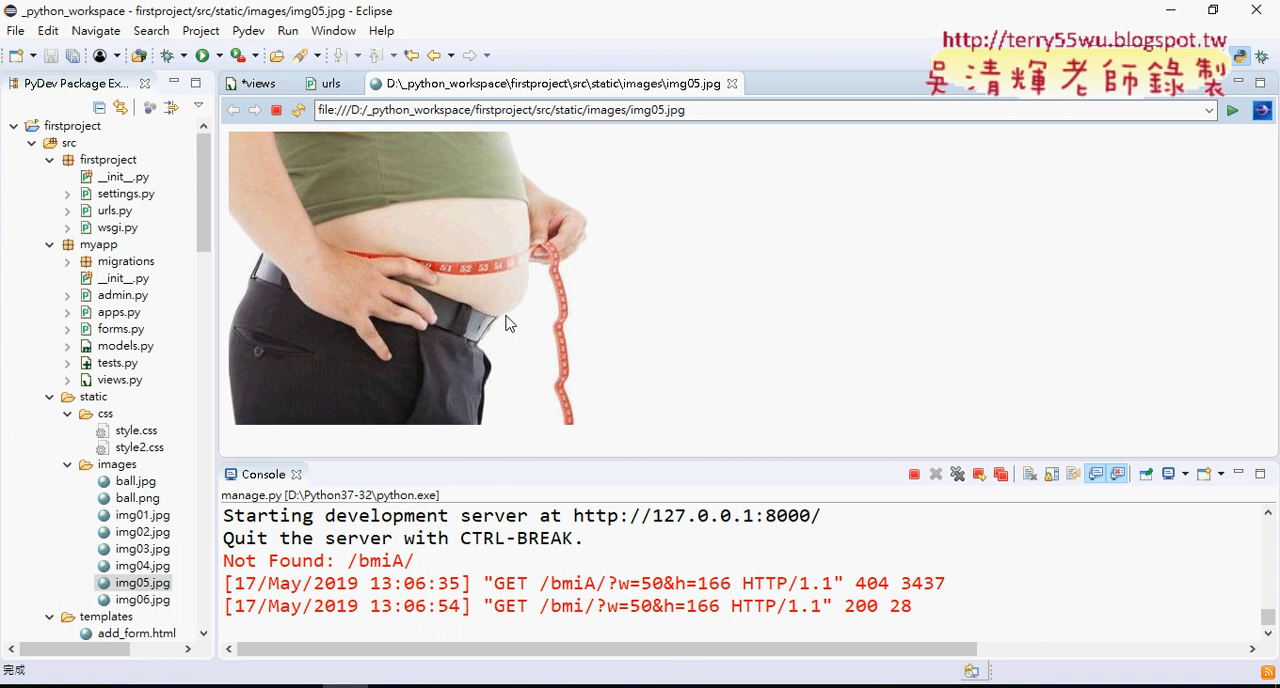 _python_workspace - firstproject/src/static/images/img05.jpg - Eclipse
File Edit Navigate Search Project Pydev Run Window Help
http://terry55wu.blogspot.tw
吳清輝老師錄製
PyDev Package Ex...
*views
urls
D:\_python_workspace\firstproject\src\static\images\img05.jpg
file:///D:/_python_workspace/firstproject/src/static/images/img05.jpg
firstproject
src
firstproject
__init__.py
settings.py
urls.py
wsgi.py
myapp
migrations
__init__.py
admin.py
apps.py
forms.py
models.py
tests.py
views.py
static
css
style.css
style2.css
images
ball.jpg
ball.png
img01.jpg
img02.jpg
img03.jpg
img04.jpg
img05.jpg
img06.jpg
templates
add_form.html
51 52 53 54
Console
manage.py [D:\Python37-32\python.exe]
Starting development server at http://127.0.0.1:8000/
Quit the server with CTRL-BREAK.
Not Found: /bmiA/
[17/May/2019 13:06:35] "GET /bmiA/?w=50&h=166 HTTP/1.1" 404 3437
[17/May/2019 13:06:54] "GET /bmi/?w=50&h=166 HTTP/1.1" 200 28
完成